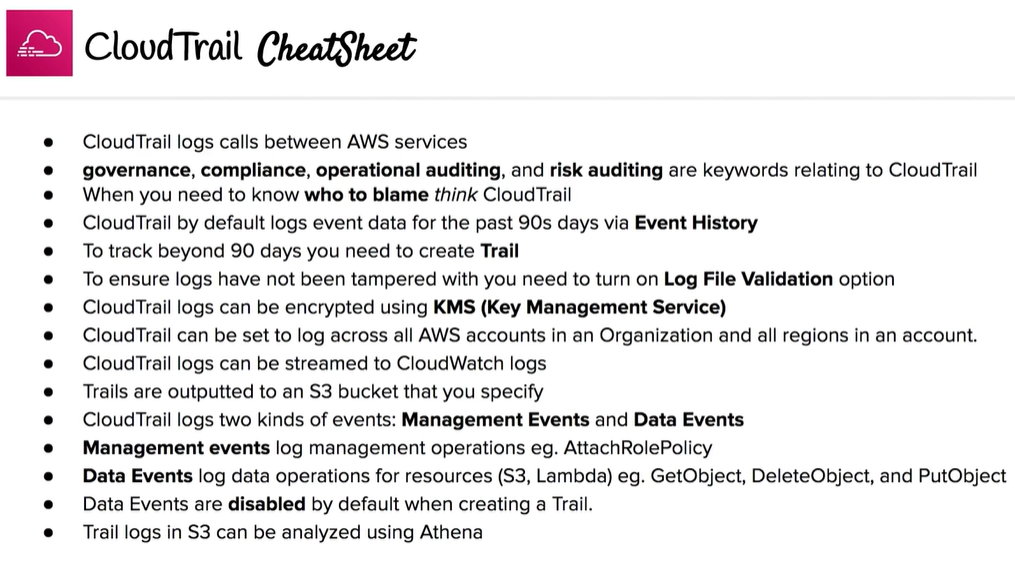 CloudTrail CheatSheet
● CloudTrail logs calls between AWS services
● governance, compliance, operational auditing, and risk auditing are keywords relating to CloudTrail
● When you need to know who to blame think CloudTrail
● CloudTrail by default logs event data for the past 90s days via Event History
● To track beyond 90 days you need to create Trail
● To ensure logs have not been tampered with you need to turn on Log File Validation option
● CloudTrail logs can be encrypted using KMS (Key Management Service)
● CloudTrail can be set to log across all AWS accounts in an Organization and all regions in an account.
● CloudTrail logs can be streamed to CloudWatch logs
● Trails are outputted to an S3 bucket that you specify
● CloudTrail logs two kinds of events: Management Events and Data Events
● Management events log management operations eg. AttachRolePolicy
● Data Events log data operations for resources (S3, Lambda) eg. GetObject, DeleteObject, and PutObject
● Data Events are disabled by default when creating a Trail.
● Trail logs in S3 can be analyzed using Athena